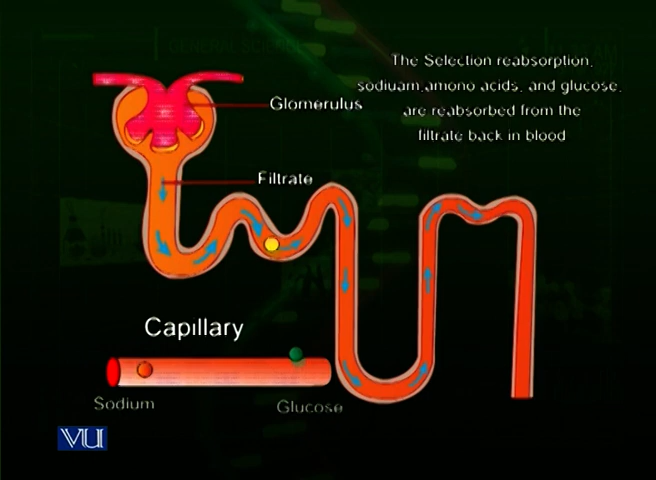 The Selection reabsorption,
sodiuam,amono acids, and glucose,
are reabsorbed from the
filtrate back in blood
Glomerulus
Filtrate
Capillary
Sodium
Glucose
VU